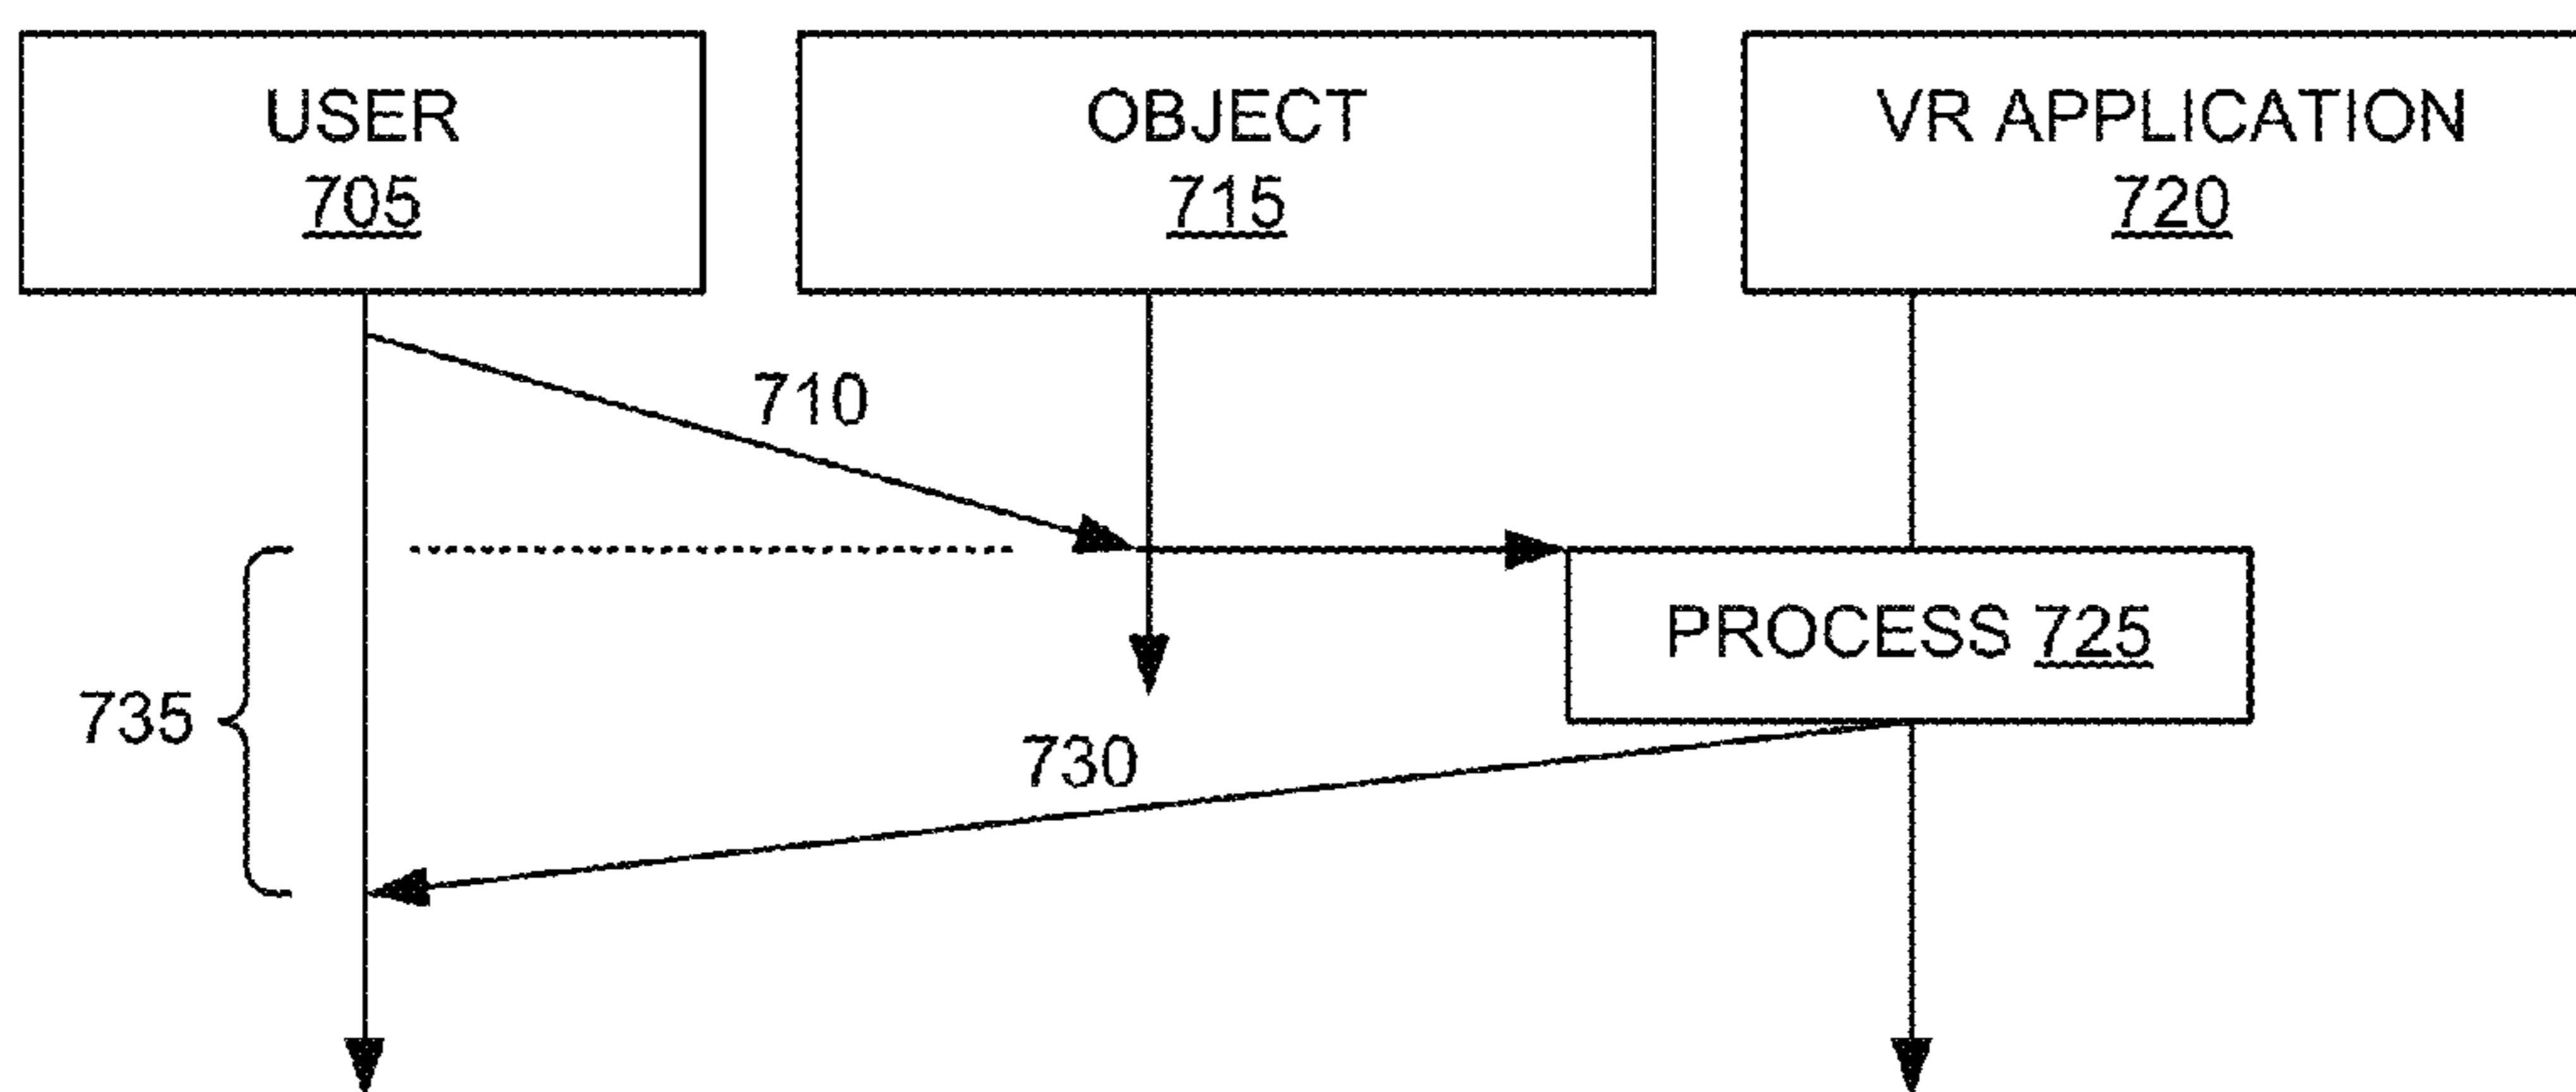 USER
705
OBJECT
715
VR APPLICATION
720
710
PROCESS 725
735
730